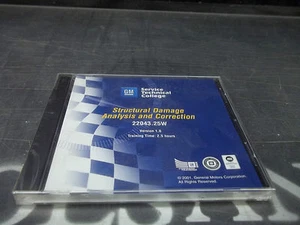 GM
Service
Technical
College
Structural Damage
Analysis and Correction
22043.25W
Version 1.0
Training Time: 2.5 hours
© 2001, General Motors Corporation
All Rights Reserved.